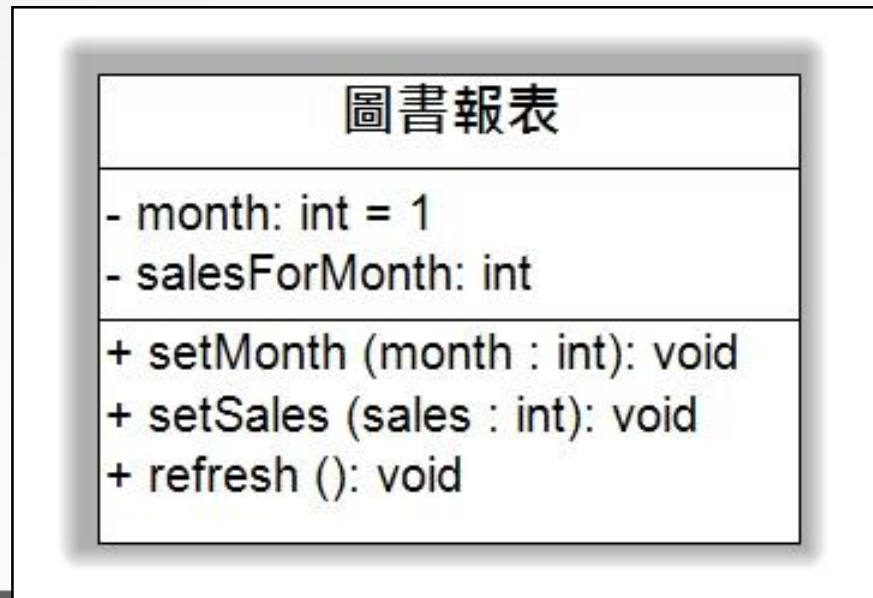 圖書報表
- month: int = 1
- salesForMonth: int
+ setMonth (month : int): void
+ setSales (sales : int): void
+ refresh (): void